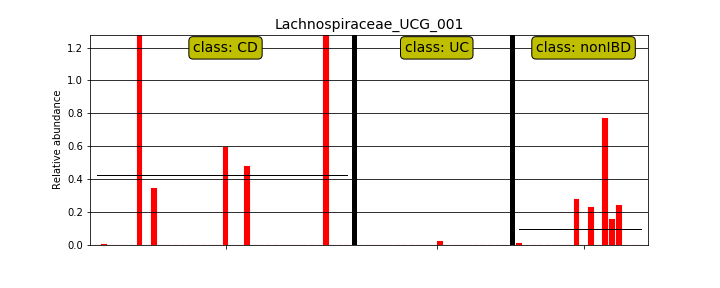 Lachnospiraceae_UCG_001
class: CD
class: UC
class: nonIBD
Relative abundance
1.2
1.0
0.8
0.6
0.4
0.2
0.0